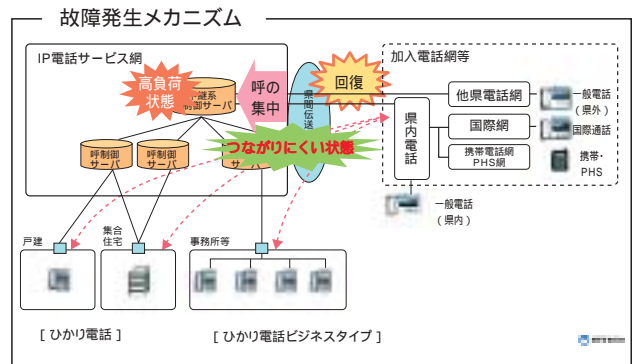 故障発生メカニズム
IP電話サービス網
加入電話網等
高負荷
状態
中継系
制御サーバ
呼の
集中
県間伝送
回復
他県電話網
一般電話
(県外)
県内電話
国際網
国際通話
携帯電話網
PHS網
携帯・
PHS
つながりにくい状態
呼制御
サーバ
呼制御
サーバ
サーバ
一般電話
(県内)
戸建
集合
住宅
事務所等
[ ひかり電話 ]
[ ひかり電話ビジネスタイプ ]